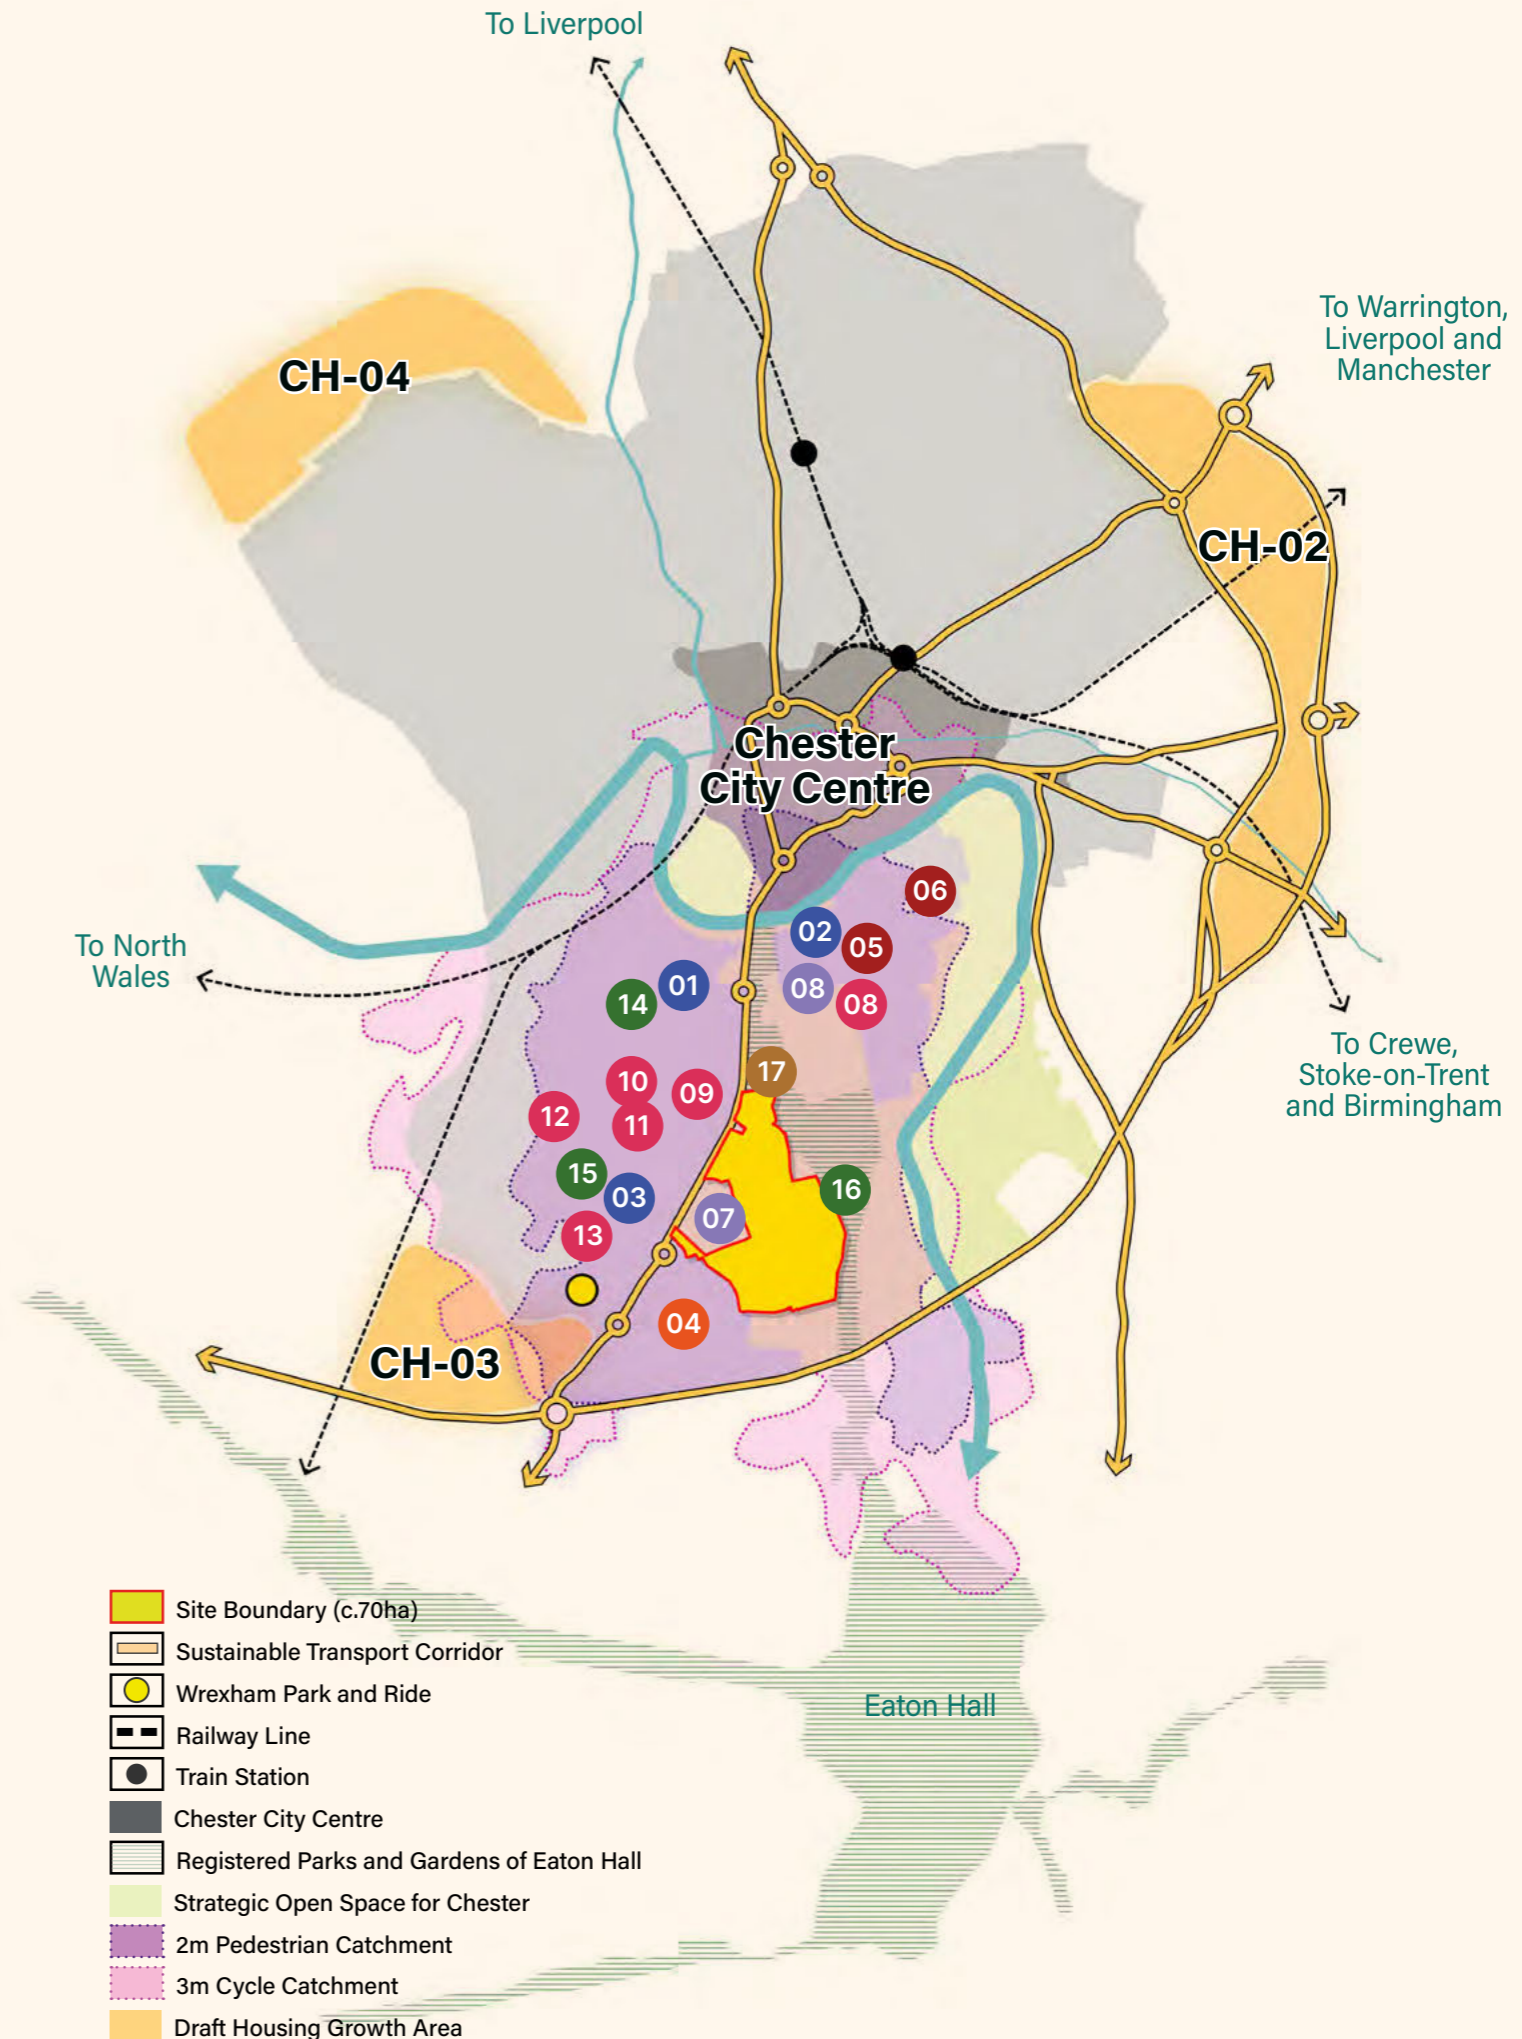 To Liverpool
To Warrington,
Liverpool and
Manchester
CH-04
CH-02
Chester
City Centre
To North
Wales
06
02
05
01
08
14
08
To Crewe,
Stoke-on-Trent
and Birmingham
17
10
09
12
11
15
03
16
07
13
04
CH-03
Site Boundary (c.70ha)
Sustainable Transport Corridor
Wrexham Park and Ride
Eaton Hall
Railway Line
Train Station
Chester City Centre
Registered Parks and Gardens of Eaton Hall
Strategic Open Space for Chester
2m Pedestrian Catchment
3m Cycle Catchment
Draft Housing Growth Area